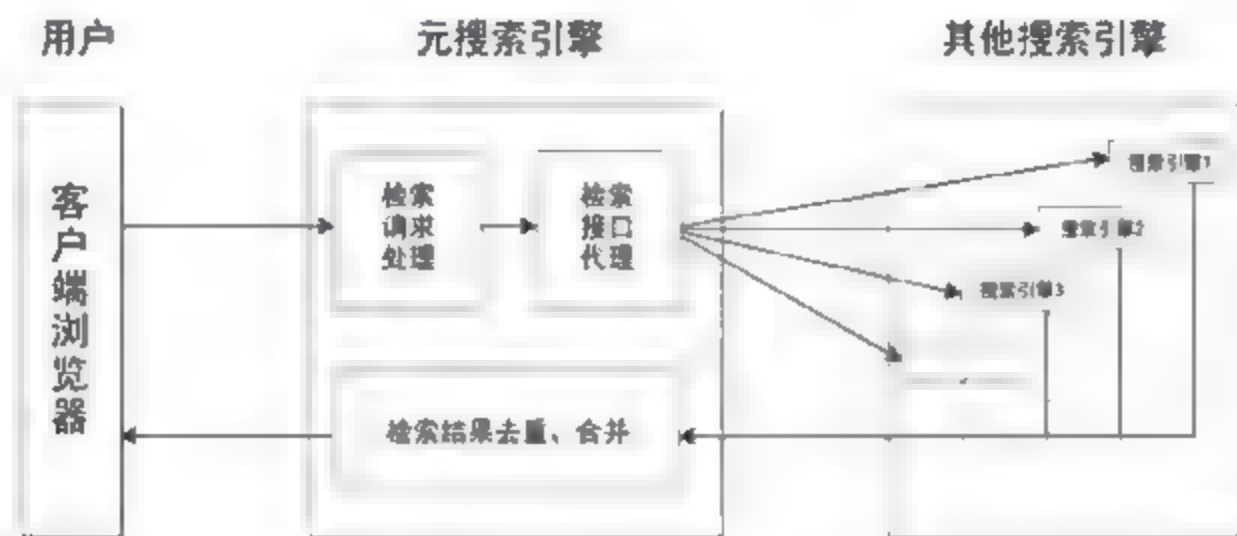 用户
元搜索引擎
其他搜索引擎
客户端浏览器
检索
请求
处理
检索
接口
代理
搜索引擎1
搜索引擎2
搜索引擎3
检索结果去重、合并